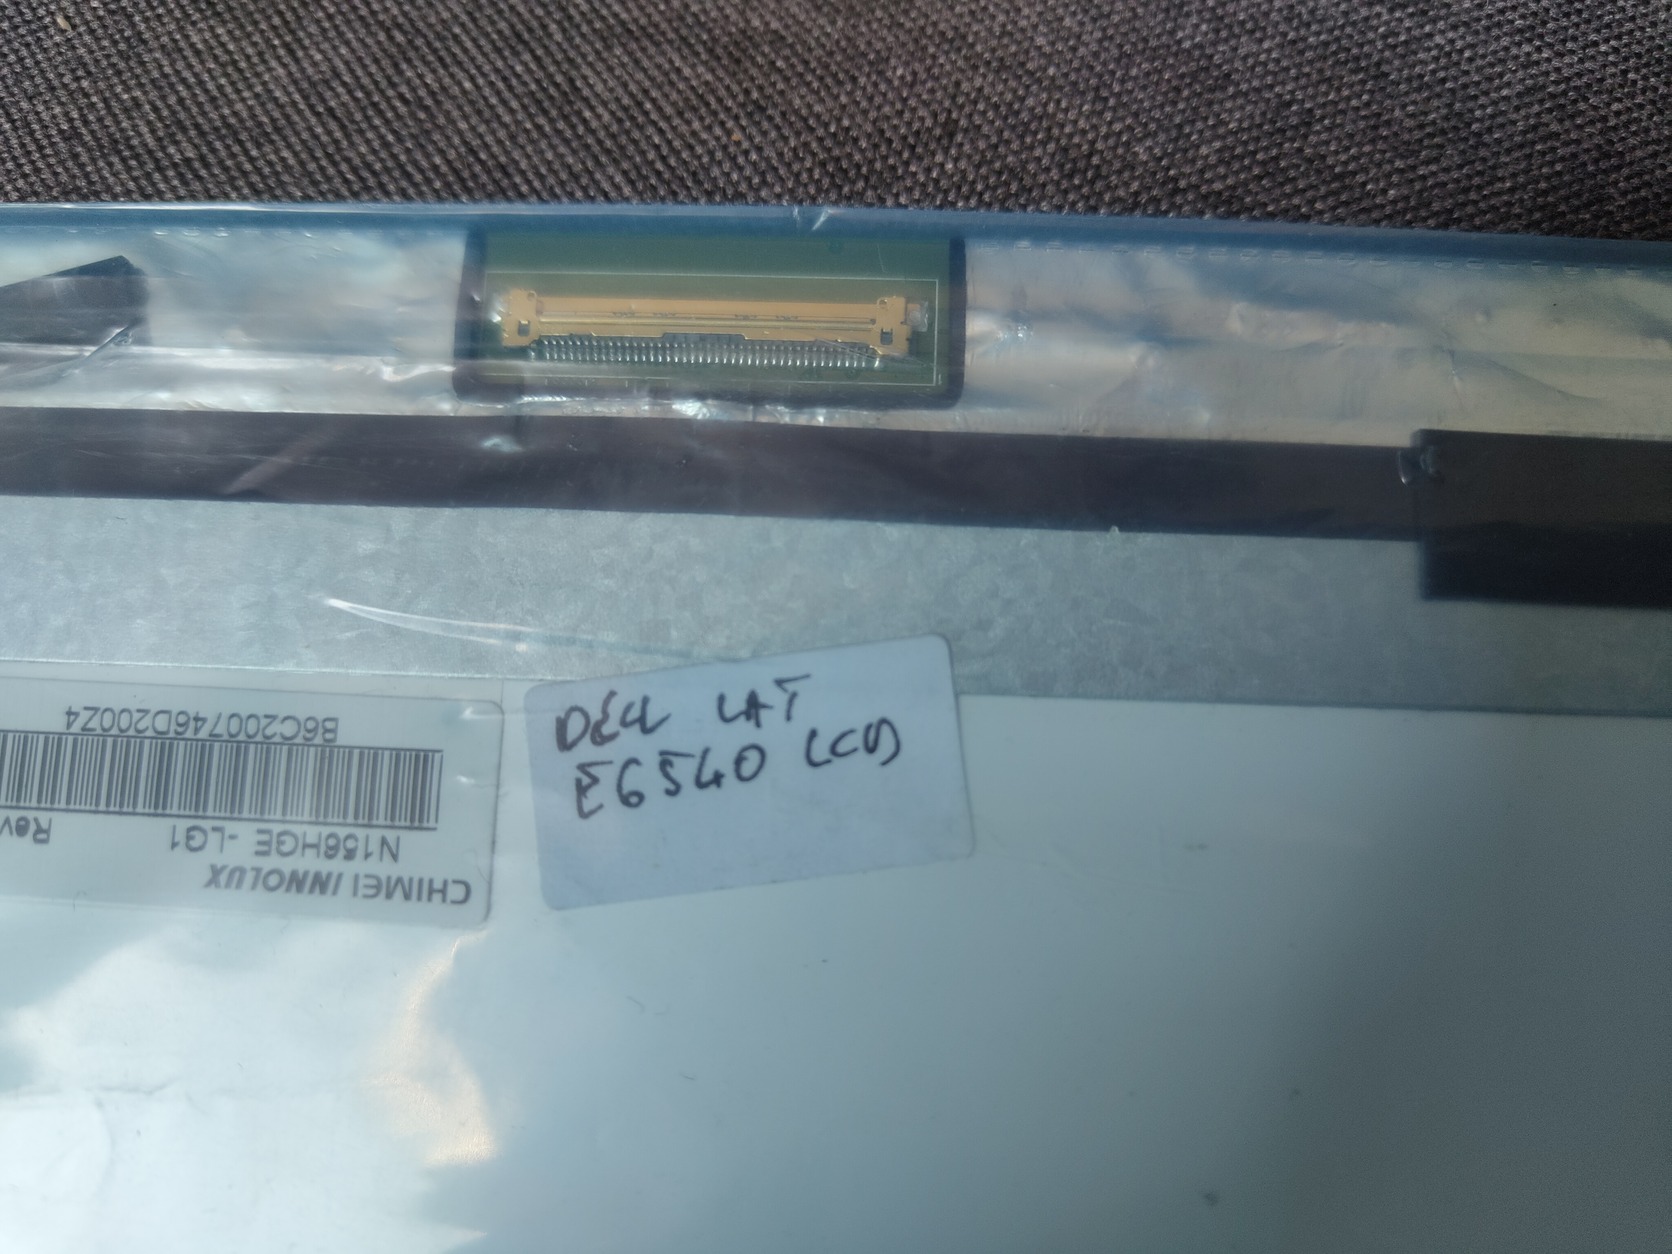 DELL LAT
E6540 LCD
CHIMEI INNOLUX
N156HGE -LG1 Rev
B6C200746D200Z4